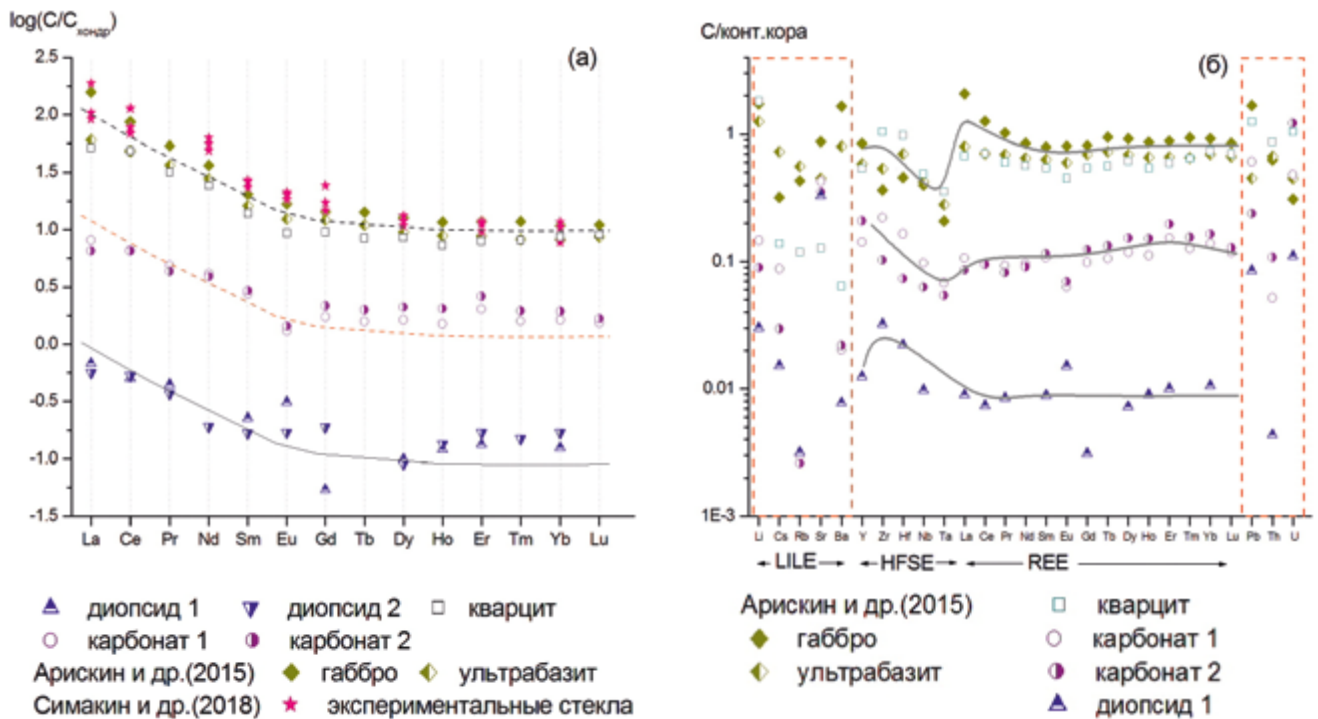 log(C/C хондр)
(а)
2.5
2.0
1.5
1.0
0.5
0.0
-0.5
-1.0
-1.5
La Ce Pr Nd Sm Eu Gd Tb Dy Ho Er Tm Yb Lu
диопсид 1 диопсид 2 кварцит
карбонат 1 карбонат 2
Арискин и др.(2015) габбро ультрабазит
Симакин и др.(2018) экспериментальные стекла
С/конт.кора
(б)
1
0.1
0.01
1E-3
Li Cs Rb Sr Ba Y Zr Hf Nb Ta La Ce Pr Nd Sm Eu Gd Tb Dy Ho Er Tm Yb Lu Pb Th U
LILE HFSE REE
Арискин и др.(2015) кварцит
габбро карбонат 1
ультрабазит карбонат 2
диопсид 1